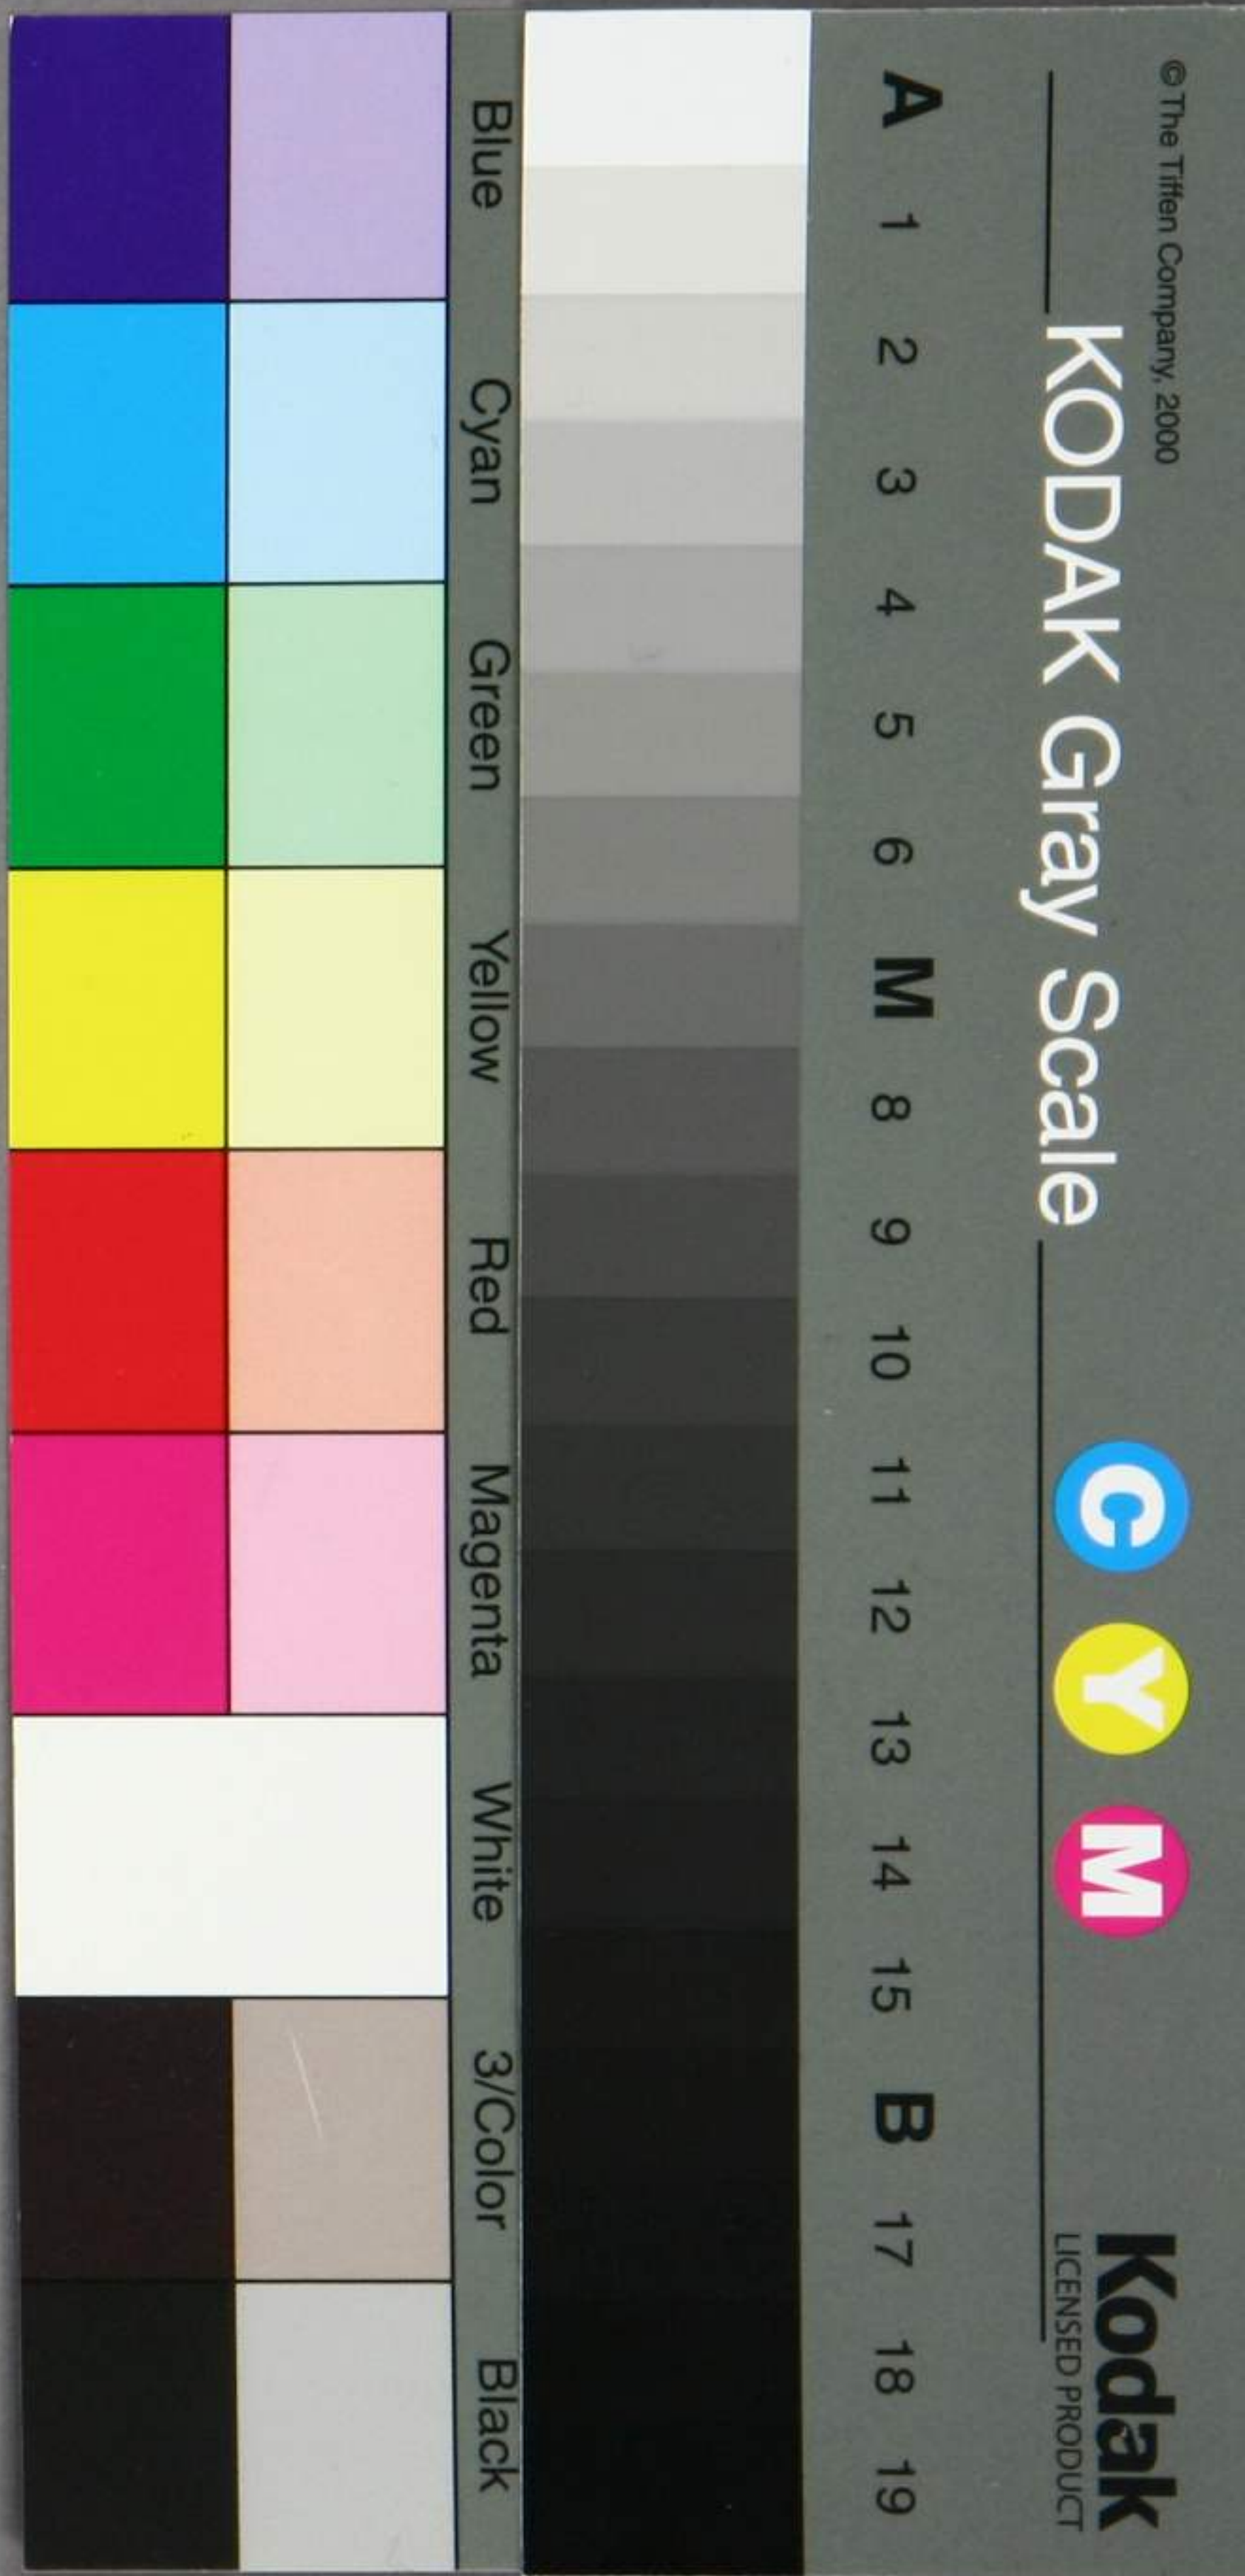 © The Tiffen Company, 2000
KODAK Gray Scale
C Y M
Kodak
LICENSED PRODUCT
A 1 2 3 4 5 6 M 8 9 10 11 12 13 14 15 B 17 18 19
Blue Cyan Green Yellow Red Magenta White 3/Color Black